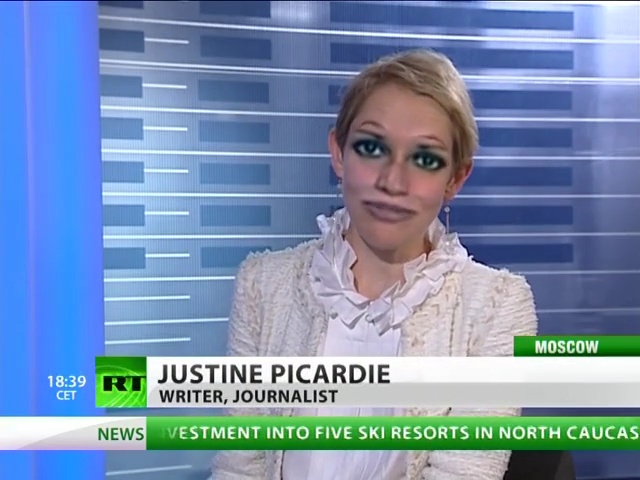 MOSCOW
18:39
CET
RT
JUSTINE PICARDIE
WRITER, JOURNALIST
NEWS
VESTMENT INTO FIVE SKI RESORTS IN NORTH CAUCAS